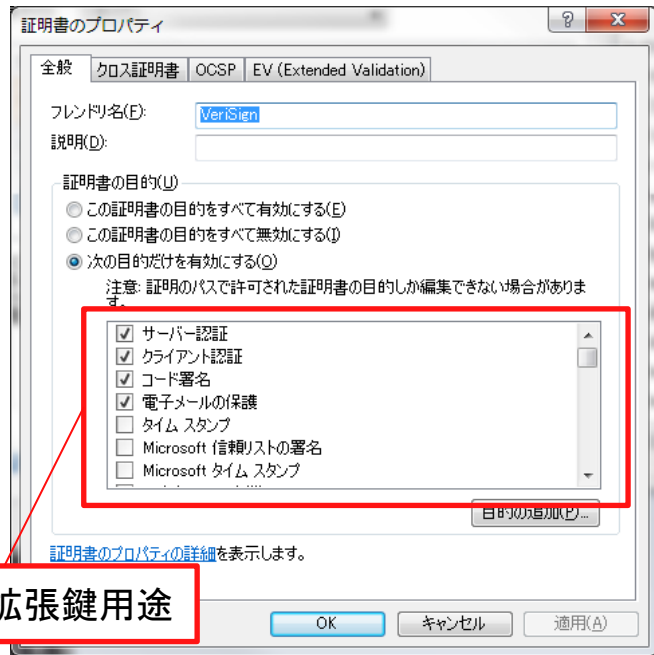 証明書のプロパティ
全般 クロス証明書 OCSP EV (Extended Validation)
フレンドリ名(F): VeriSign
説明(D):
証明書の目的(U)
この証明書の目的をすべて有効にする(E)
この証明書の目的をすべて無効にする(I)
次の目的だけを有効にする(O)
注意: 証明のパスで許可された証明書の目的しか編集できない場合がありま
す。
サーバー認証
クライアント認証
コード署名
電子メールの保護
タイム スタンプ
Microsoft 信頼リストの署名
Microsoft タイム スタンプ
目的の追加(P)...
証明書のプロパティの詳細を表示します。
拡張鍵用途
OK キャンセル 適用(A)